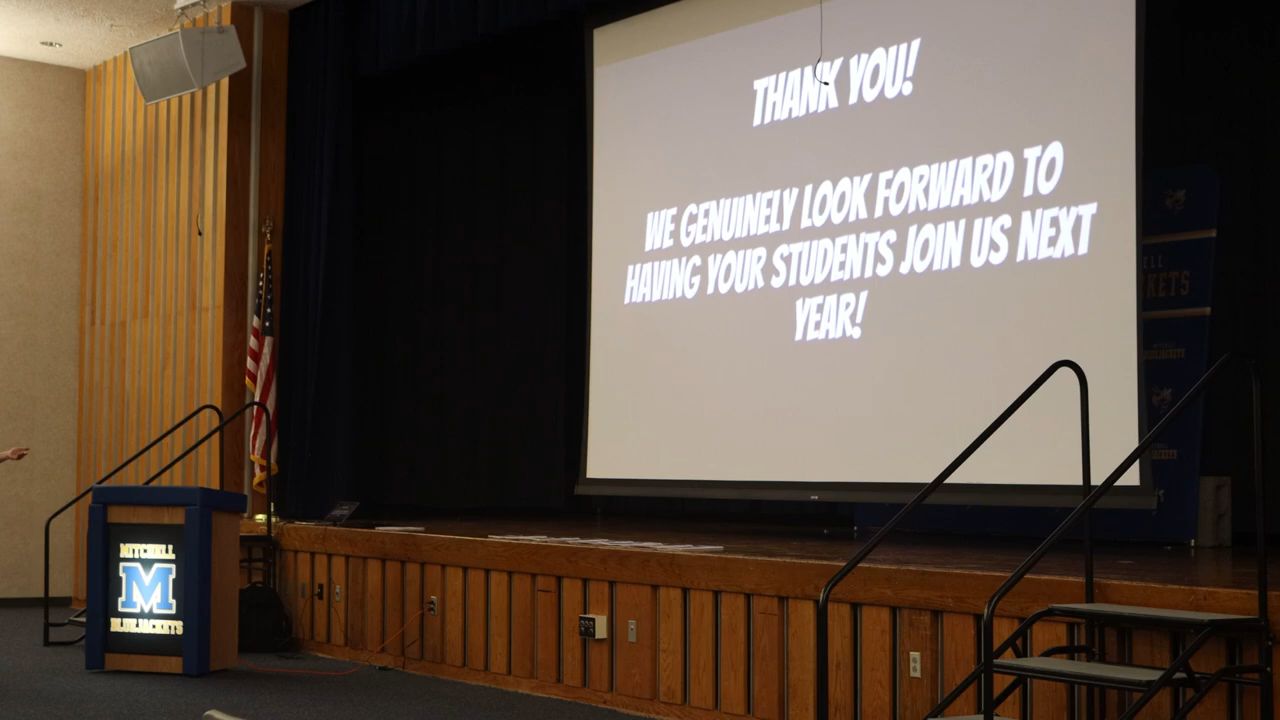 THANK YOU!
WE GENUINELY LOOK FORWARD TO
HAVING YOUR STUDENTS JOIN US NEXT
YEAR!
MITCHELL
M
BLUEJACKETS